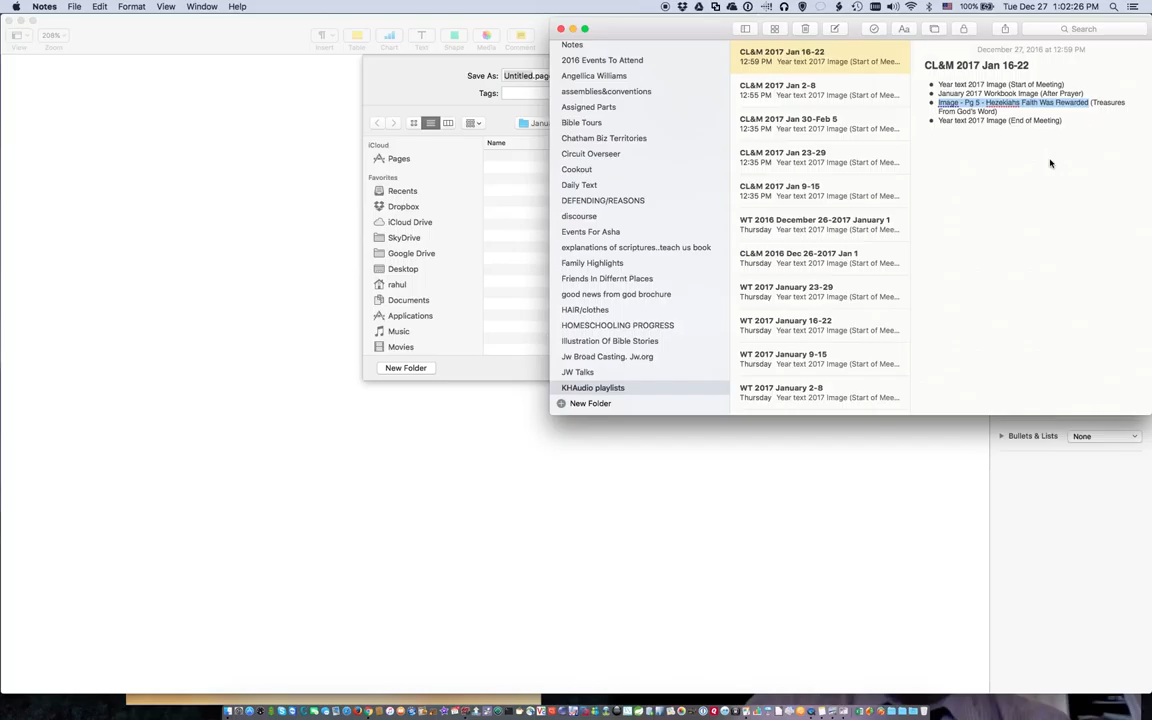 Notes File Edit Format View Window Help
100% Tue Dec 27 1:02:26 PM
208%
View Zoom
Insert Table Chart Text Shape Media Comment
Save As: Untitled.page
Tags:
Janua
Name
iCloud
Pages
Favorites
Recents
Dropbox
iCloud Drive
SkyDrive
Google Drive
Desktop
rahul
Documents
Applications
Music
Movies
New Folder
Notes
2016 Events To Attend
Angellica Williams
assemblies&conventions
Assigned Parts
Bible Tours
Chatham Biz Territories
Circuit Overseer
Cookout
Daily Text
DEFENDING/REASONS
discourse
Events For Asha
explanations of scriptures..teach us book
Family Highlights
Friends In Differnt Places
good news from god brochure
HAIR/clothes
HOMESCHOOLING PROGRESS
Illustration Of Bible Stories
Jw Broad Casting, Jw.org
JW Talks
KHAudio playlists
New Folder
CL&M 2017 Jan 16-22
12:59 PM Year text 2017 Image (Start of Mee...
CL&M 2017 Jan 2-8
12:55 PM Year text 2017 Image (Start of Mee...
CL&M 2017 Jan 30-Feb 5
12:35 PM Year text 2017 Image (Start of Mee...
CL&M 2017 Jan 23-29
12:35 PM Year text 2017 Image (Start of Mee...
CL&M 2017 Jan 9-15
12:35 PM Year text 2017 Image (Start of Mee...
WT 2016 December 26-2017 January 1
Thursday Year text 2017 Image (Start of Mee...
CL&M 2016 Dec 26-2017 Jan 1
Thursday Year text 2017 Image (Start of Mee...
WT 2017 January 23-29
Thursday Year text 2017 Image (Start of Mee...
WT 2017 January 16-22
Thursday Year text 2017 Image (Start of Mee...
WT 2017 January 9-15
Thursday Year text 2017 Image (Start of Mee...
WT 2017 January 2-8
Thursday Year text 2017 Image (Start of Mee...
Search
December 27, 2016 at 12:59 PM
CL&M 2017 Jan 16-22
Year text 2017 Image (Start of Meeting)
January 2017 Workbook Image (After Prayer)
Image - Pg 5 - Hezekiahs Faith Was Rewarded (Treasures
From God's Word)
Year text 2017 Image (End of Meeting)
Bullets & Lists None